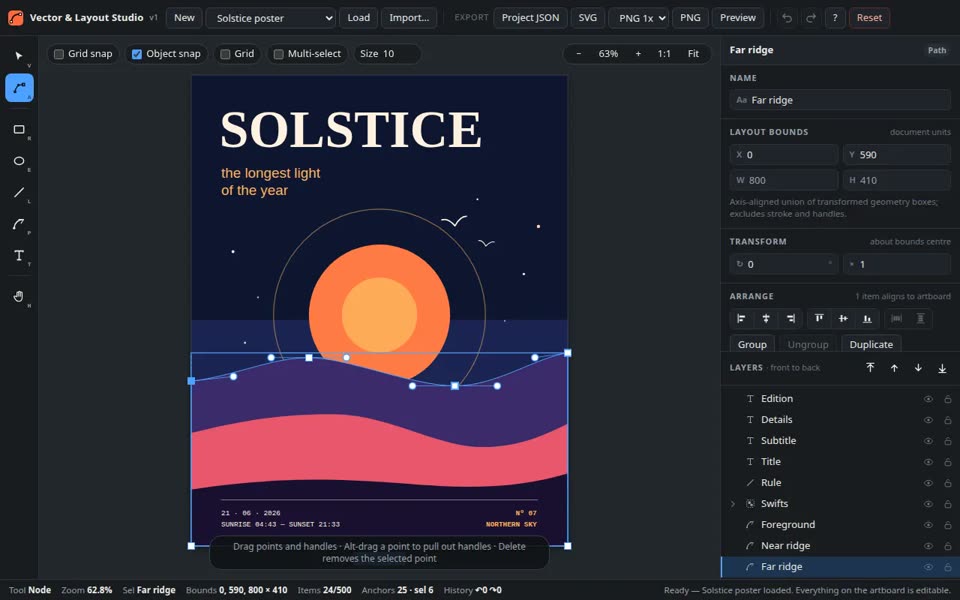 Vector & Layout Studio v1 New Solstice poster Load Import... EXPORT Project JSON SVG PNG 1x PNG Preview ? Reset
Grid snap Object snap Grid Multi-select Size 10 − 63% + 1:1 Fit
V
R
E
L
P
T
H
SOLSTICE
the longest light
of the year
21 · 06 · 2026
SUNRISE 04:43 — SUNSET 21:33
Nº 07
NORTHERN SKY
Drag points and handles · Alt-drag a point to pull out handles · Delete
removes the selected point
Far ridge Path
NAME
Aa Far ridge
LAYOUT BOUNDS document units
X 0 Y 590
W 800 H 410
Axis-aligned union of transformed geometry boxes;
excludes stroke and handles.
TRANSFORM about bounds centre
↻ 0 ° × 1
ARRANGE 1 item aligns to artboard
Group Ungroup Duplicate
LAYERS · front to back
T Edition
T Details
T Subtitle
T Title
Rule
Swifts
Foreground
Near ridge
Far ridge
Tool Node Zoom 62.8% Sel Far ridge Bounds 0, 590, 800 × 410 Items 24/500 Anchors 25 · sel 6 History ↶0 ↷0 Ready — Solstice poster loaded. Everything on the artboard is editable.